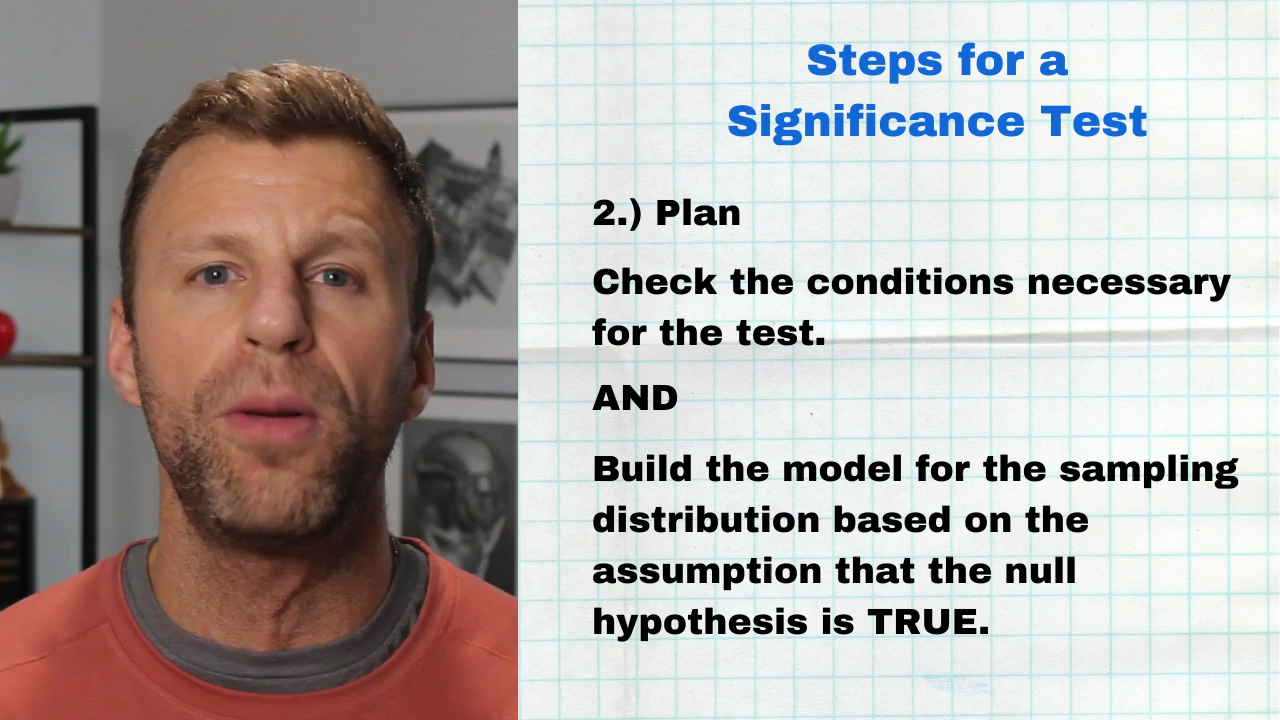 Steps for a
Significance Test
2.) Plan
Check the conditions necessary
for the test.
AND
Build the model for the sampling
distribution based on the
assumption that the null
hypothesis is TRUE.